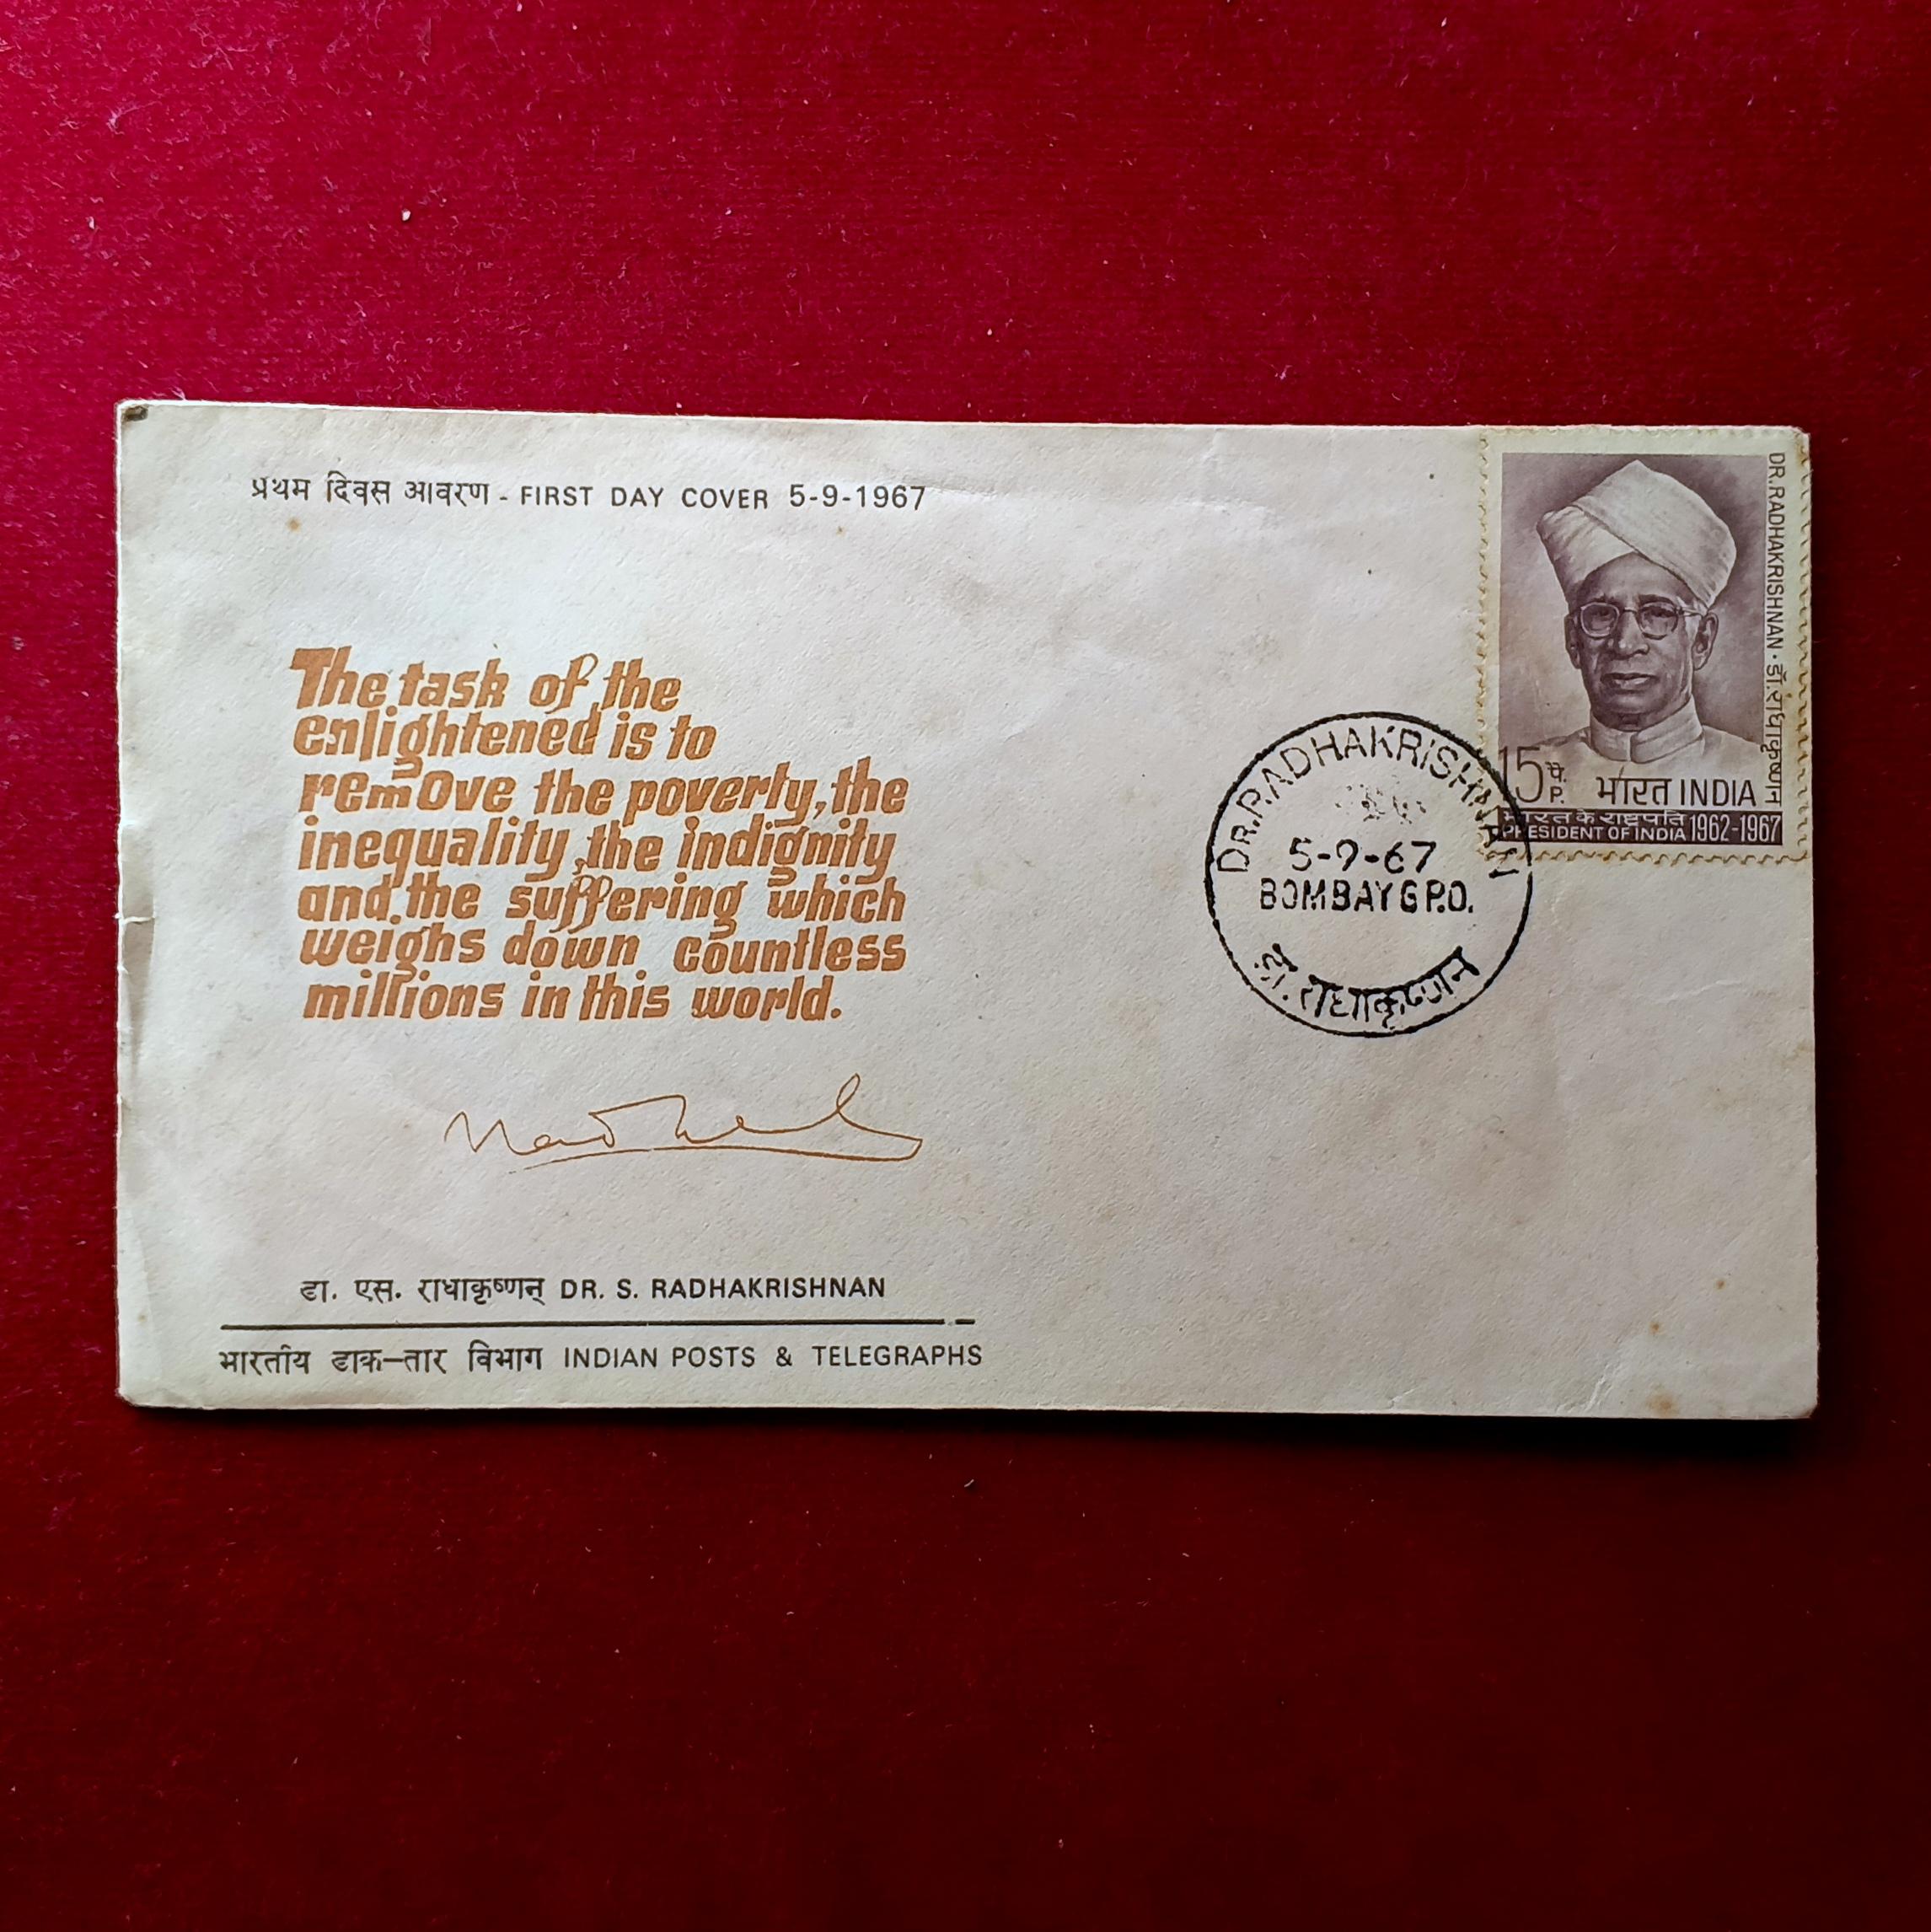 प्रथम दिवस आवरण - FIRST DAY COVER 5-9-1967
The task of the
enlightened is to
remove the poverty, the
inequality, the indignity
and the suffering which
weighs down countless
millions in this world.
डा. एस. राधाकृष्णन् DR. S. RADHAKRISHNAN
भारतीय डाक-तार विभाग INDIAN POSTS & TELEGRAPHS
DR. RADHAKRISHNAN
5-9-67
BOMBAY G.P.O.
डॉ. राधाकृष्णन
DR. RADHAKRISHNAN · डॉ. राधाकृष्णन
15 पै. P. भारत INDIA
भारत के राष्ट्रपति
PRESIDENT OF INDIA 1962-1967